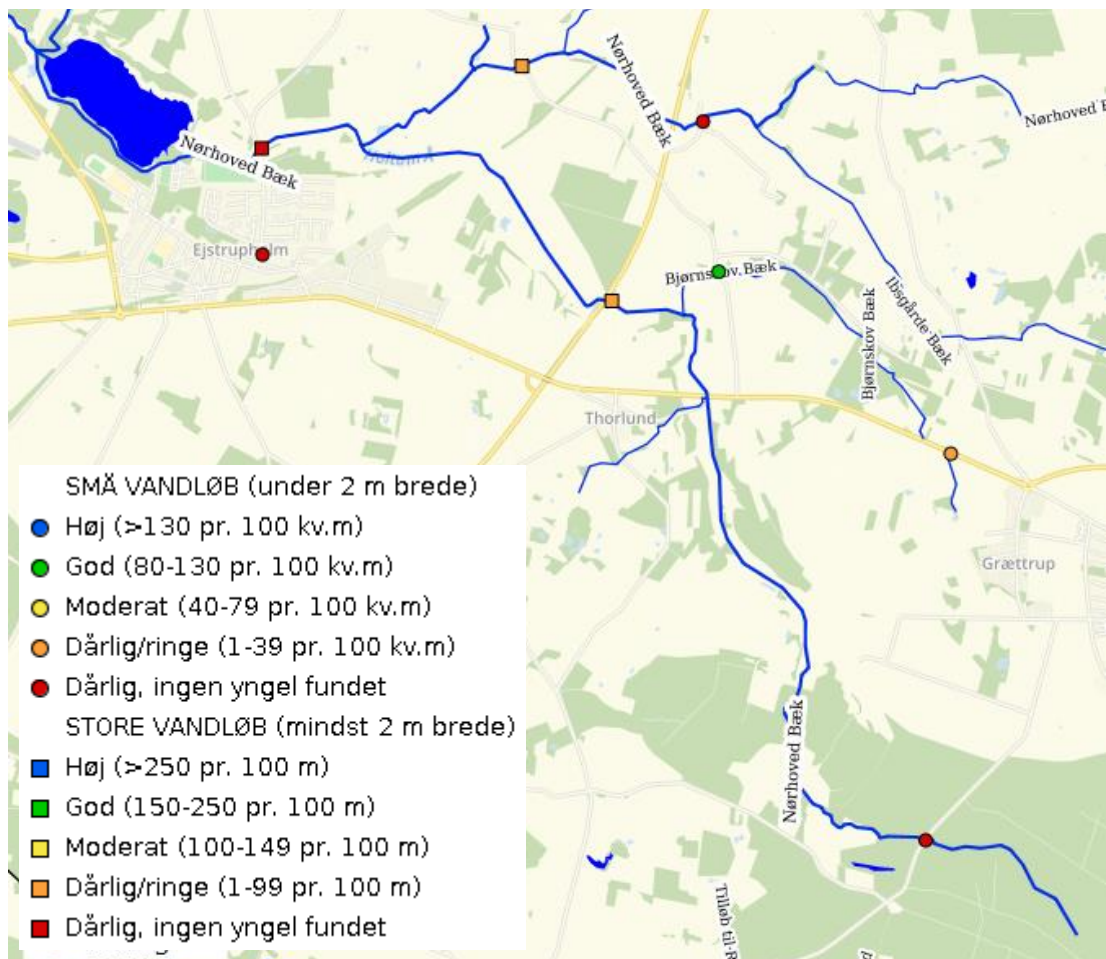 Nørhoved Bæk
Nørhoved Bæk
Nørhoved
Holtum Å
Ejstrupholm
Bjørnskov Bæk
Bjørnskov Bæk
Ibsgårde Bæk
Thorlund
Grættrup
Nørhoved Bæk
Tilløb til
SMÅ VANDLØB (under 2 m brede)
Høj (>130 pr. 100 kv.m)
God (80-130 pr. 100 kv.m)
Moderat (40-79 pr. 100 kv.m)
Dårlig/ringe (1-39 pr. 100 kv.m)
Dårlig, ingen yngel fundet
STORE VANDLØB (mindst 2 m brede)
Høj (>250 pr. 100 m)
God (150-250 pr. 100 m)
Moderat (100-149 pr. 100 m)
Dårlig/ringe (1-99 pr. 100 m)
Dårlig, ingen yngel fundet